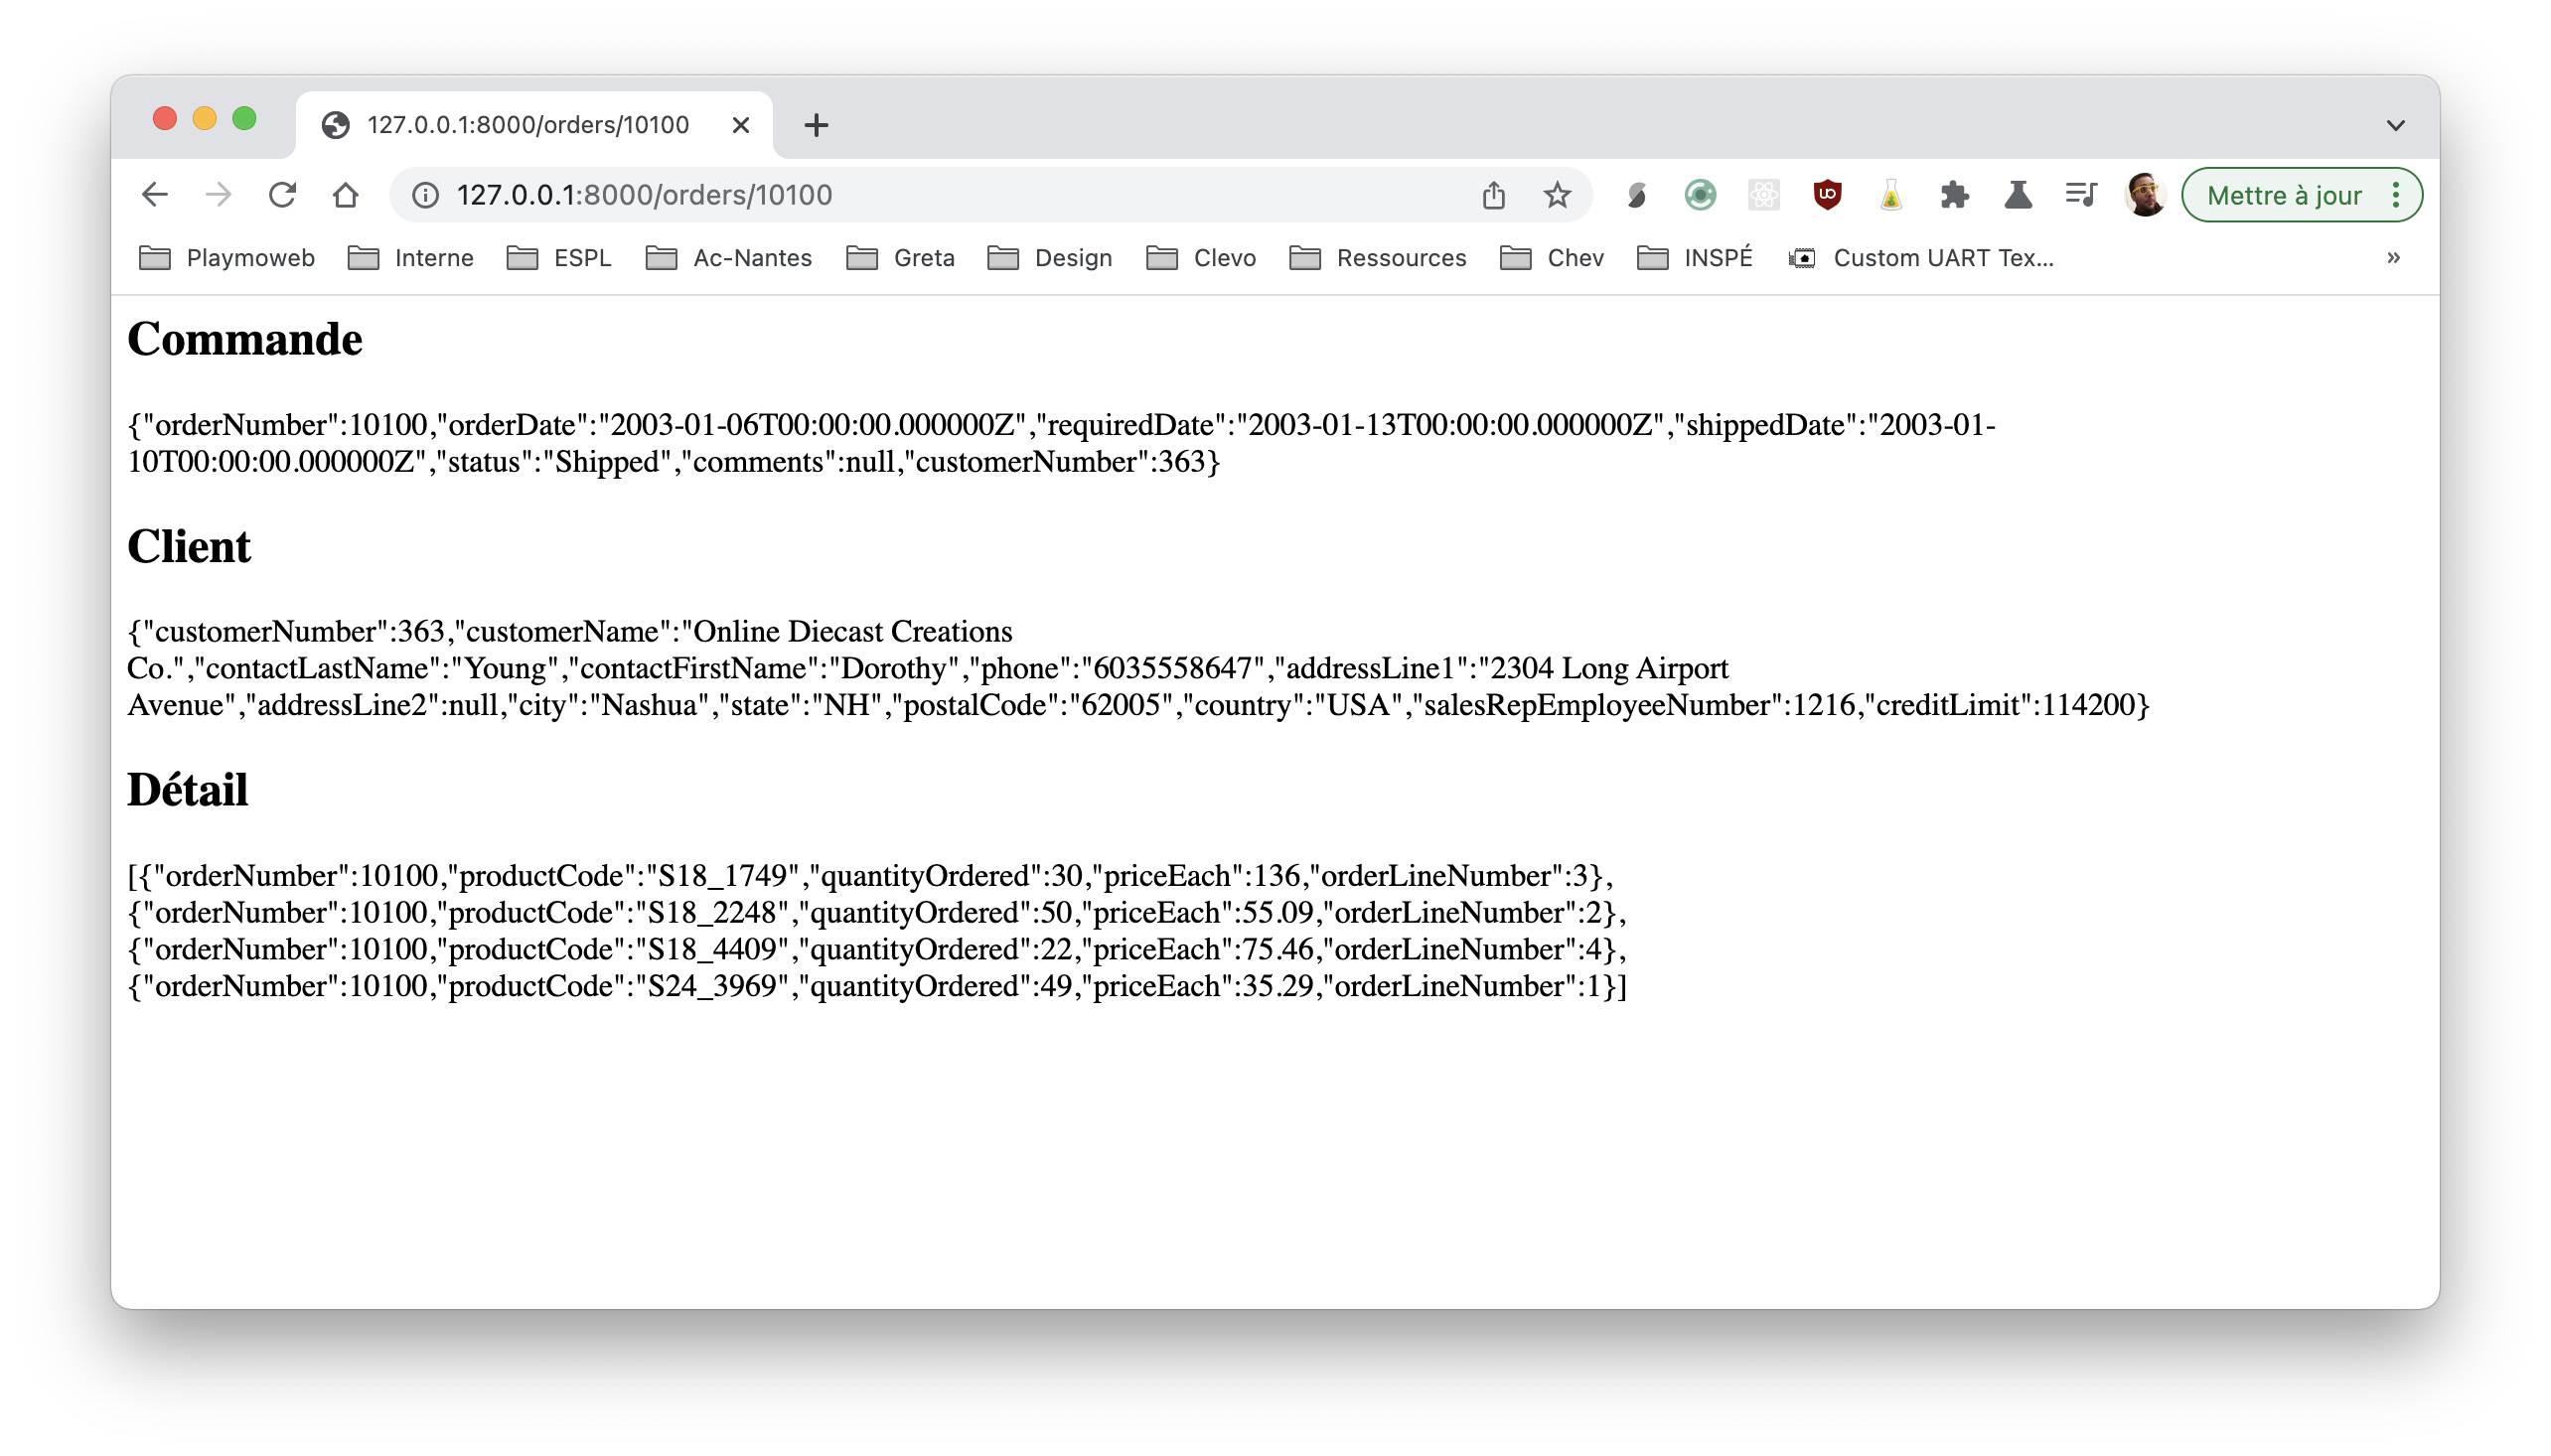 127.0.0.1:8000/orders/10100
127.0.0.1:8000/orders/10100
Mettre à jour
Playmoweb Interne ESPL Ac-Nantes Greta Design Clevo Ressources Chev INSPÉ Custom UART Tex... »
Commande
{"orderNumber":10100,"orderDate":"2003-01-06T00:00:00.000000Z","requiredDate":"2003-01-13T00:00:00.000000Z","shippedDate":"2003-01-
10T00:00:00.000000Z","status":"Shipped","comments":null,"customerNumber":363}
Client
{"customerNumber":363,"customerName":"Online Diecast Creations
Co.","contactLastName":"Young","contactFirstName":"Dorothy","phone":"6035558647","addressLine1":"2304 Long Airport
Avenue","addressLine2":null,"city":"Nashua","state":"NH","postalCode":"62005","country":"USA","salesRepEmployeeNumber":1216,"creditLimit":114200}
Détail
[{"orderNumber":10100,"productCode":"S18_1749","quantityOrdered":30,"priceEach":136,"orderLineNumber":3},
{"orderNumber":10100,"productCode":"S18_2248","quantityOrdered":50,"priceEach":55.09,"orderLineNumber":2},
{"orderNumber":10100,"productCode":"S18_4409","quantityOrdered":22,"priceEach":75.46,"orderLineNumber":4},
{"orderNumber":10100,"productCode":"S24_3969","quantityOrdered":49,"priceEach":35.29,"orderLineNumber":1}]